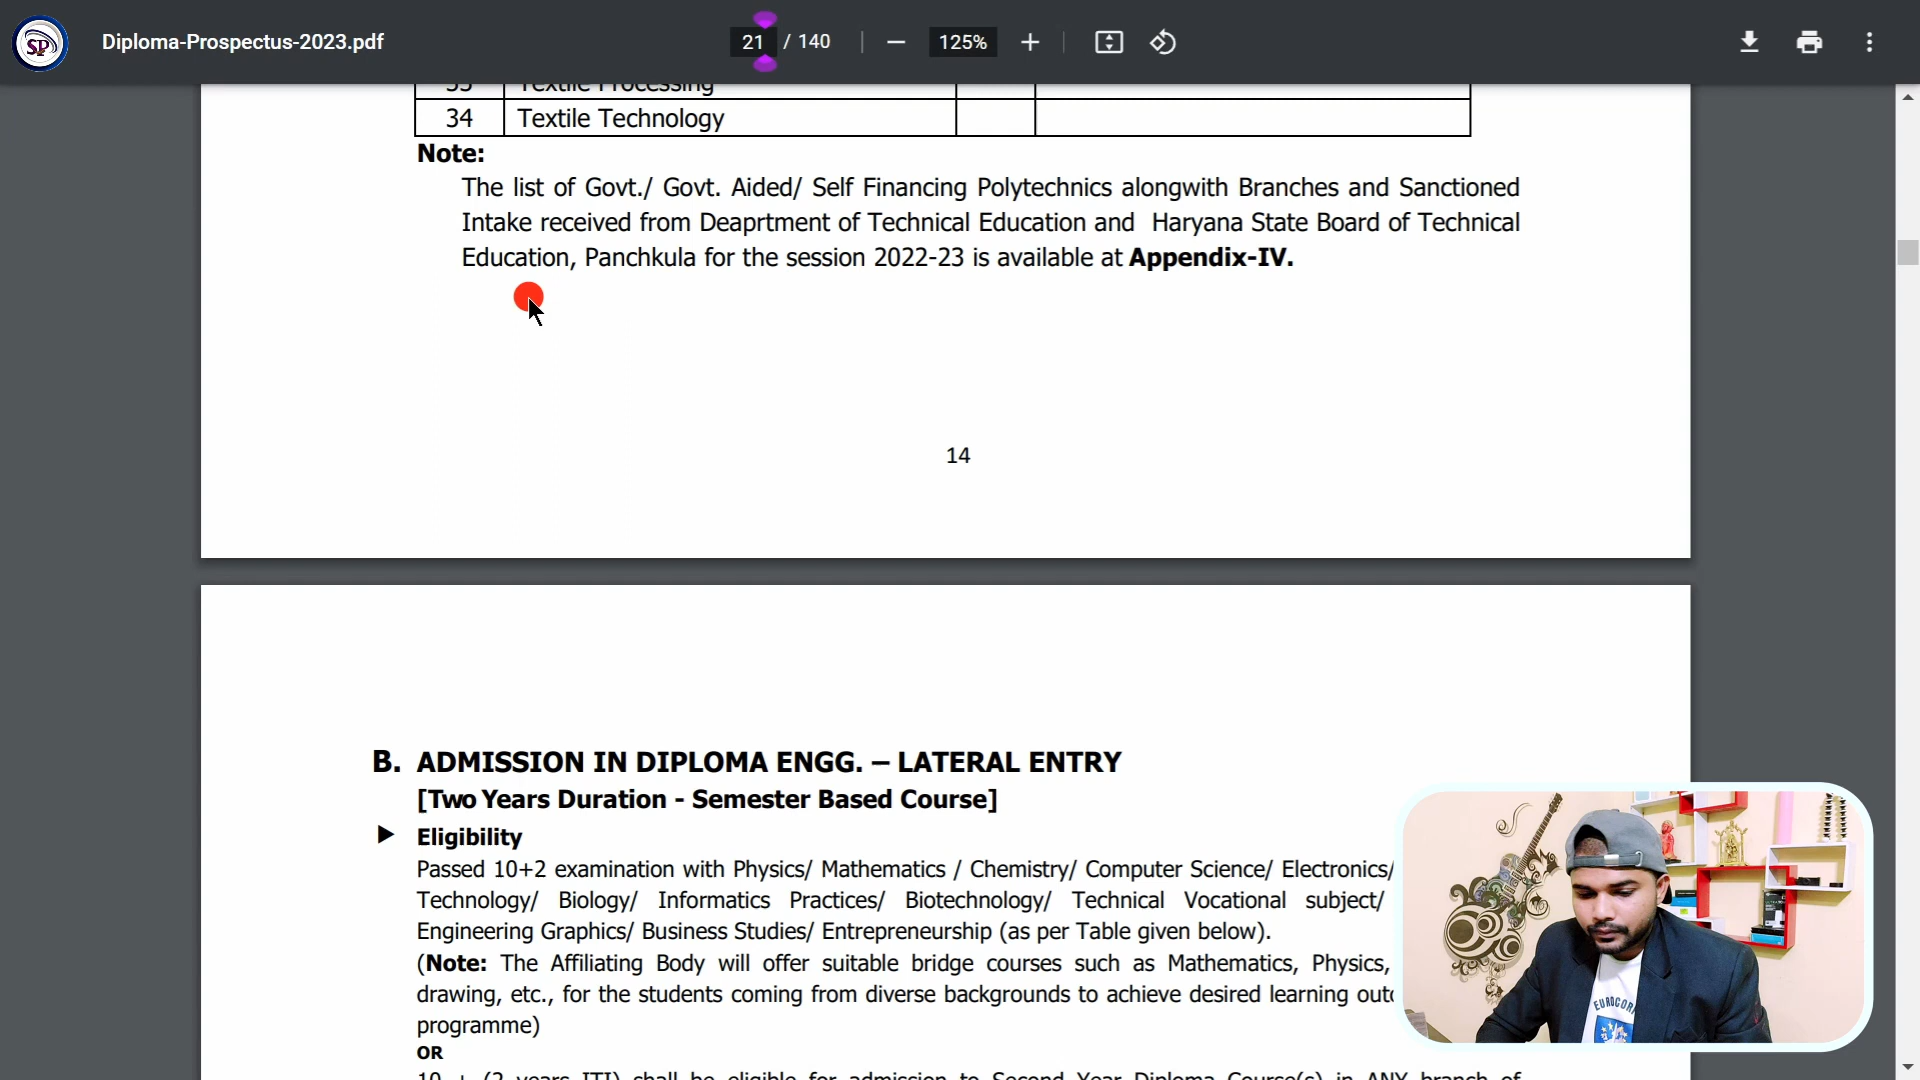 SP
Diploma-Prospectus-2023.pdf
21 / 140
125%
33 Textile Processing
34 Textile Technology
Note:
The list of Govt./ Govt. Aided/ Self Financing Polytechnics alongwith Branches and Sanctioned
Intake received from Deaprtment of Technical Education and Haryana State Board of Technical
Education, Panchkula for the session 2022-23 is available at Appendix-IV.
14
B. ADMISSION IN DIPLOMA ENGG. – LATERAL ENTRY
[Two Years Duration - Semester Based Course]
Eligibility
Passed 10+2 examination with Physics/ Mathematics / Chemistry/ Computer Science/ Electronics/
Technology/ Biology/ Informatics Practices/ Biotechnology/ Technical Vocational subject/
Engineering Graphics/ Business Studies/ Entrepreneurship (as per Table given below).
(Note: The Affiliating Body will offer suitable bridge courses such as Mathematics, Physics,
drawing, etc., for the students coming from diverse backgrounds to achieve desired learning
programme)
OR
10 + (2 years ITI) shall be eligible for admission to Second Year Diploma Course(s) in ANY branch of